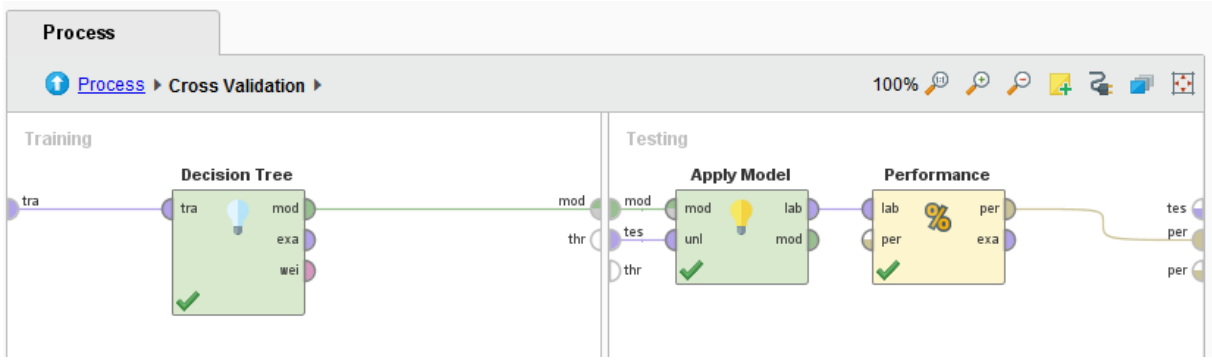 Process
Process Cross Validation
100%
Training
Testing
Decision Tree
Apply Model
Performance
tra
tra
mod
exa
wei
mod
thr
mod
tes
thr
mod
unl
lab
mod
lab
per
per
exa
tes
per
per